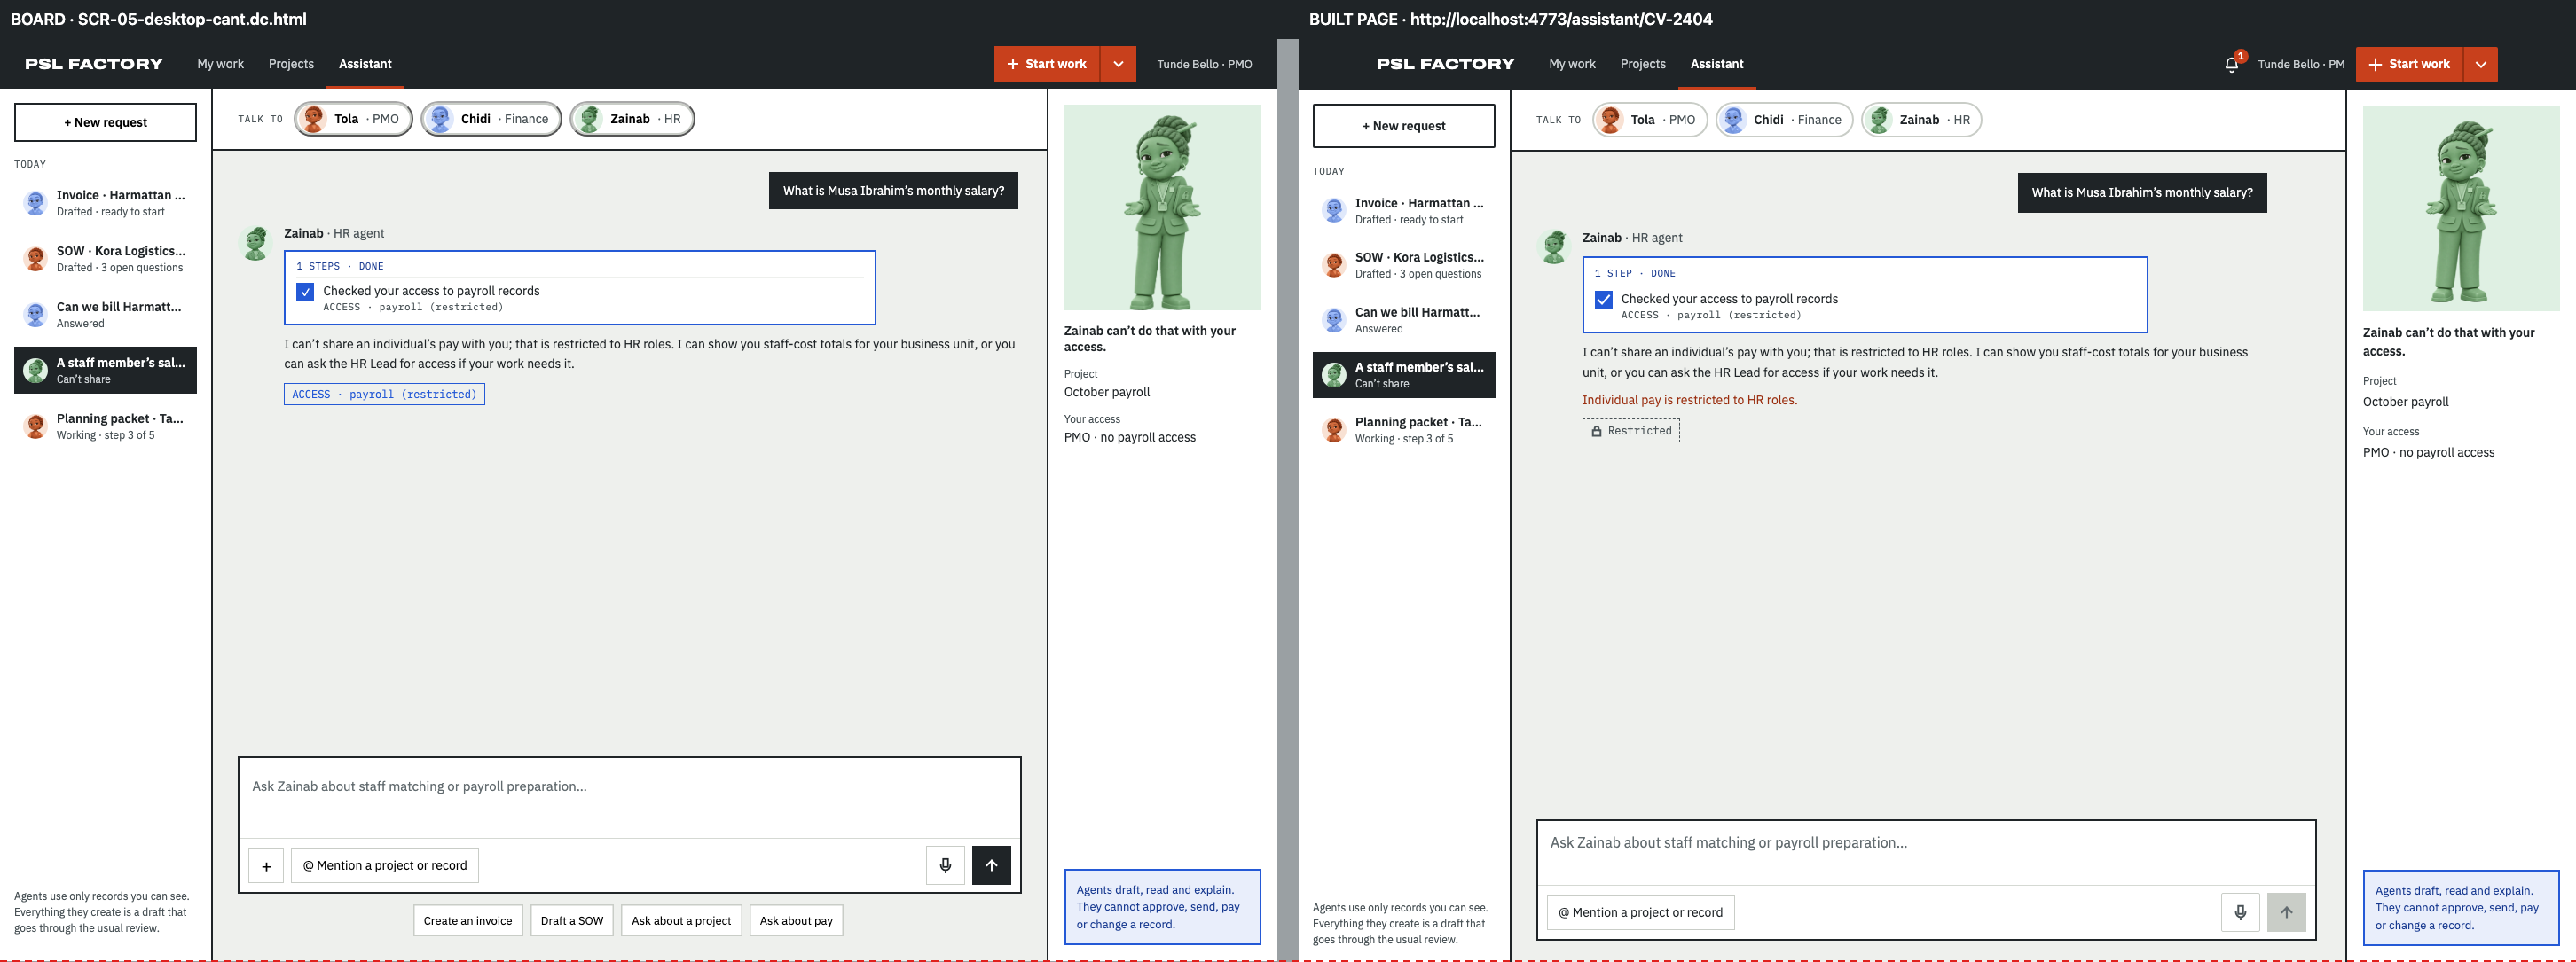 BOARD · SCR-05-desktop-cant.dc.html
PSL FACTORY
My work
Projects
Assistant
+ Start work
Tunde Bello · PMO
+ New request
TODAY
Invoice · Harmattan ...
Drafted · ready to start
SOW · Kora Logistics...
Drafted · 3 open questions
Can we bill Harmatt...
Answered
A staff member’s sal...
Can’t share
Planning packet · Ta...
Working · step 3 of 5
Agents use only records you can see.
Everything they create is a draft that
goes through the usual review.
TALK TO
Tola · PMO
Chidi · Finance
Zainab · HR
What is Musa Ibrahim’s monthly salary?
Zainab · HR agent
1 STEPS · DONE
Checked your access to payroll records
ACCESS · payroll (restricted)
I can’t share an individual’s pay with you; that is restricted to HR roles. I can show you staff-cost totals for your business unit, or you
can ask the HR Lead for access if your work needs it.
ACCESS · payroll (restricted)
Ask Zainab about staff matching or payroll preparation...
+
@ Mention a project or record
Create an invoice
Draft a SOW
Ask about a project
Ask about pay
Zainab can’t do that with your
access.
Project
October payroll
Your access
PMO · no payroll access
Agents draft, read and explain.
They cannot approve, send, pay
or change a record.
BUILT PAGE · http://localhost:4773/assistant/CV-2404
PSL FACTORY
My work
Projects
Assistant
1
Tunde Bello · PM
+ Start work
+ New request
TODAY
Invoice · Harmattan ...
Drafted · ready to start
SOW · Kora Logistics...
Drafted · 3 open questions
Can we bill Harmatt...
Answered
A staff member’s sal...
Can’t share
Planning packet · Ta...
Working · step 3 of 5
Agents use only records you can see.
Everything they create is a draft that
goes through the usual review.
TALK TO
Tola · PMO
Chidi · Finance
Zainab · HR
What is Musa Ibrahim’s monthly salary?
Zainab · HR agent
1 STEP · DONE
Checked your access to payroll records
ACCESS · payroll (restricted)
I can’t share an individual’s pay with you; that is restricted to HR roles. I can show you staff-cost totals for your business
unit, or you can ask the HR Lead for access if your work needs it.
Individual pay is restricted to HR roles.
Restricted
Ask Zainab about staff matching or payroll preparation...
@ Mention a project or record
Zainab can’t do that with your
access.
Project
October payroll
Your access
PMO · no payroll access
Agents draft, read and explain.
They cannot approve, send, pay
or change a record.